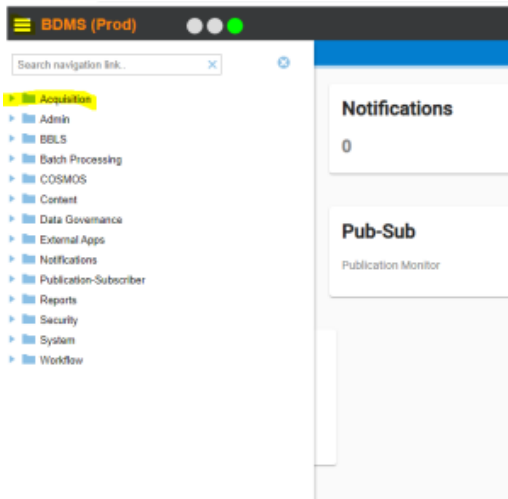 BDMS (Prod)
Search navigation link..
Acquisition
Admin
BBLS
Batch Processing
COSMOS
Content
Data Governance
External Apps
Notifications
Publication-Subscriber
Reports
Security
System
Workflow
Notifications
0
Pub-Sub
Publication Monitor